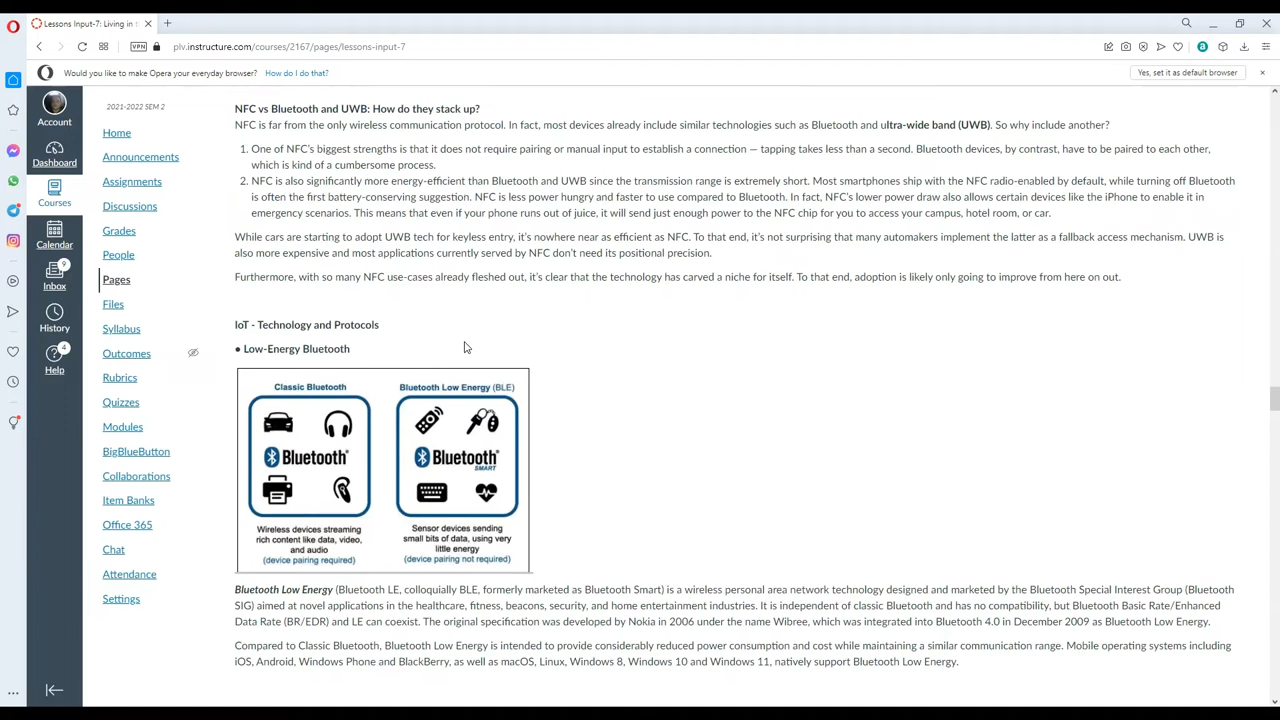 Lessons Input-7: Living in
VPN
plv.instructure.com/courses/2167/pages/lessons-input-7
Would you like to make Opera your everyday browser? How do I do that?
Yes, set it as default browser
Account
Dashboard
Courses
Calendar
9
Inbox
History
4
Help
2021-2022 SEM 2
Home
Announcements
Assignments
Discussions
Grades
People
Pages
Files
Syllabus
Outcomes
Rubrics
Quizzes
Modules
BigBlueButton
Collaborations
Item Banks
Office 365
Chat
Attendance
Settings
NFC vs Bluetooth and UWB: How do they stack up?
NFC is far from the only wireless communication protocol. In fact, most devices already include similar technologies such as Bluetooth and ultra-wide band (UWB). So why include another?
1. One of NFC's biggest strengths is that it does not require pairing or manual input to establish a connection — tapping takes less than a second. Bluetooth devices, by contrast, have to be paired to each other,
which is kind of a cumbersome process.
2. NFC is also significantly more energy-efficient than Bluetooth and UWB since the transmission range is extremely short. Most smartphones ship with the NFC radio-enabled by default, while turning off Bluetooth
is often the first battery-conserving suggestion. NFC is less power hungry and faster to use compared to Bluetooth. In fact, NFC's lower power draw also allows certain devices like the iPhone to enable it in
emergency scenarios. This means that even if your phone runs out of juice, it will send just enough power to the NFC chip for you to access your campus, hotel room, or car.
While cars are starting to adopt UWB tech for keyless entry, it's nowhere near as efficient as NFC. To that end, it's not surprising that many automakers implement the latter as a fallback access mechanism. UWB is
also more expensive and most applications currently served by NFC don't need its positional precision.
Furthermore, with so many NFC use-cases already fleshed out, it's clear that the technology has carved a niche for itself. To that end, adoption is likely only going to improve from here on out.
IoT - Technology and Protocols
• Low-Energy Bluetooth
Classic Bluetooth
Bluetooth
Wireless devices streaming
rich content like data, video,
and audio
(device pairing required)
Bluetooth Low Energy (BLE)
Bluetooth
SMART
Sensor devices sending
small bits of data, using very
little energy
(device pairing not required)
Bluetooth Low Energy (Bluetooth LE, colloquially BLE, formerly marketed as Bluetooth Smart) is a wireless personal area network technology designed and marketed by the Bluetooth Special Interest Group (Bluetooth
SIG) aimed at novel applications in the healthcare, fitness, beacons, security, and home entertainment industries. It is independent of classic Bluetooth and has no compatibility, but Bluetooth Basic Rate/Enhanced
Data Rate (BR/EDR) and LE can coexist. The original specification was developed by Nokia in 2006 under the name Wibree, which was integrated into Bluetooth 4.0 in December 2009 as Bluetooth Low Energy.
Compared to Classic Bluetooth, Bluetooth Low Energy is intended to provide considerably reduced power consumption and cost while maintaining a similar communication range. Mobile operating systems including
iOS, Android, Windows Phone and BlackBerry, as well as macOS, Linux, Windows 8, Windows 10 and Windows 11, natively support Bluetooth Low Energy.